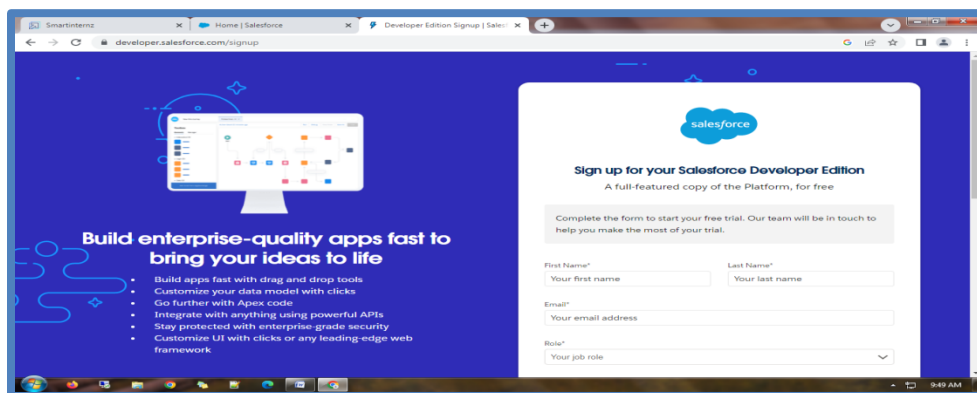 Smartinternz
Home | Salesforce
Developer Edition Signup | Sales
developer.salesforce.com/signup
Build enterprise-quality apps fast to
bring your ideas to life
Build apps fast with drag and drop tools
Customize your data model with clicks
Go further with Apex code
Integrate with anything using powerful APIs
Stay protected with enterprise-grade security
Customize UI with clicks or any leading-edge web
framework
salesforce
Sign up for your Salesforce Developer Edition
A full-featured copy of the Platform, for free
Complete the form to start your free trial. Our team will be in touch to
help you make the most of your trial.
First Name*
Last Name*
Your first name
Your last name
Email*
Your email address
Role*
Your job role
9:49 AM